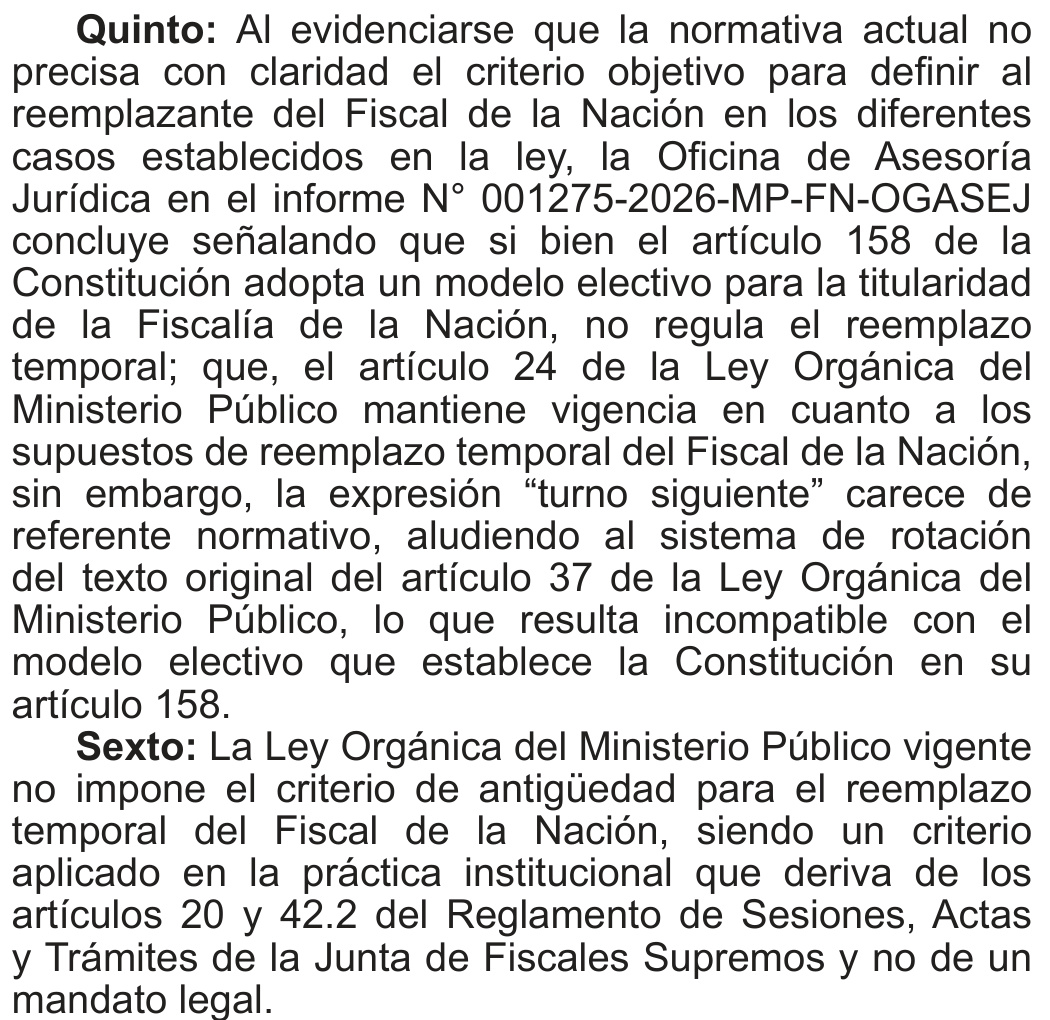 Quinto: Al evidenciarse que la normativa actual no
precisa con claridad el criterio objetivo para definir al
reemplazante del Fiscal de la Nación en los diferentes
casos establecidos en la ley, la Oficina de Asesoría
Jurídica en el informe N° 001275-2026-MP-FN-OGASEJ
concluye señalando que si bien el artículo 158 de la
Constitución adopta un modelo electivo para la titularidad
de la Fiscalía de la Nación, no regula el reemplazo
temporal; que, el artículo 24 de la Ley Orgánica del
Ministerio Público mantiene vigencia en cuanto a los
supuestos de reemplazo temporal del Fiscal de la Nación,
sin embargo, la expresión “turno siguiente” carece de
referente normativo, aludiendo al sistema de rotación
del texto original del artículo 37 de la Ley Orgánica del
Ministerio Público, lo que resulta incompatible con el
modelo electivo que establece la Constitución en su
artículo 158.
Sexto: La Ley Orgánica del Ministerio Público vigente
no impone el criterio de antigüedad para el reemplazo
temporal del Fiscal de la Nación, siendo un criterio
aplicado en la práctica institucional que deriva de los
artículos 20 y 42.2 del Reglamento de Sesiones, Actas
y Trámites de la Junta de Fiscales Supremos y no de un
mandato legal.